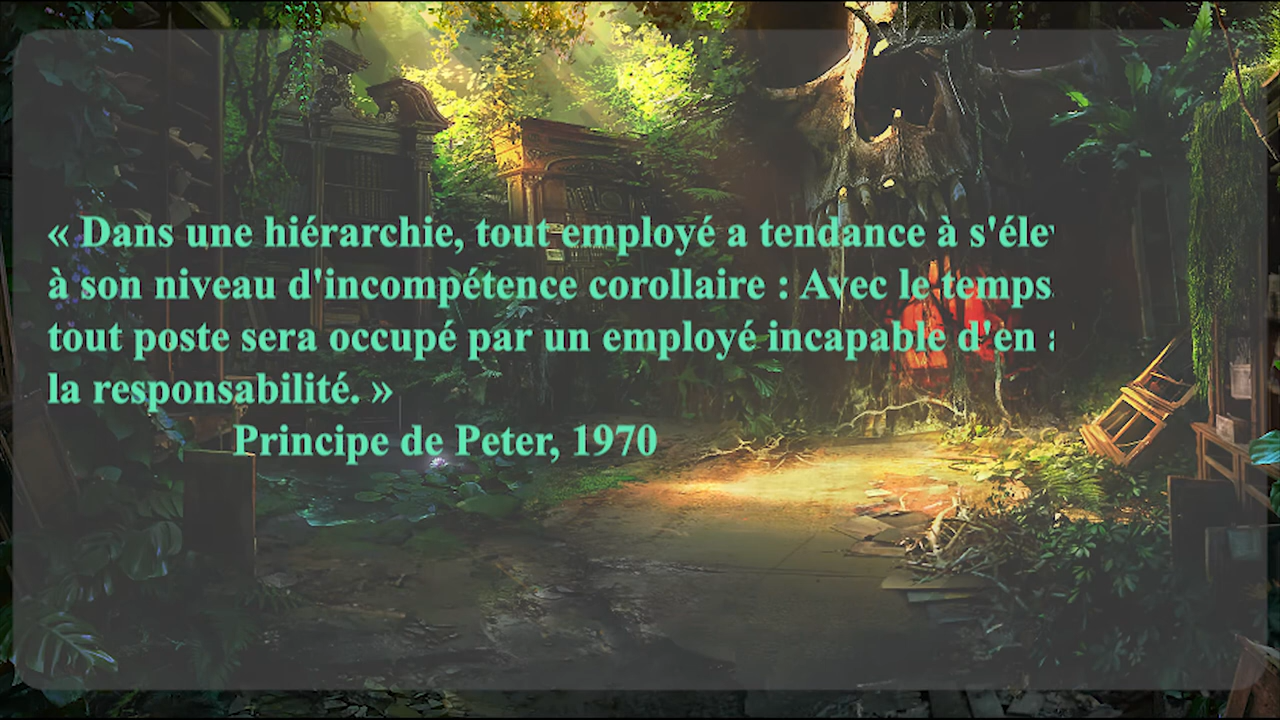 « Dans une hiérarchie, tout employé a tendance à
à son niveau d'incompétence corollaire : Avec le temps
tout poste sera occupé par un employé incapable d'en
la responsabilité. »
Principe de Peter, 1970